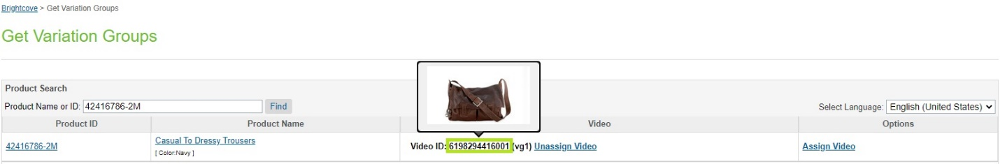 Brightcove > Get Variation Groups
Get Variation Groups
Product Search
Product Name or ID: 42416786-2M Find
Select Language: English (United States)
Product ID Product Name Video Options
42416786-2M Casual To Dressy Trousers Video ID: 6198294416001 (vg1) Unassign Video Assign Video
[ Color:Navy ]